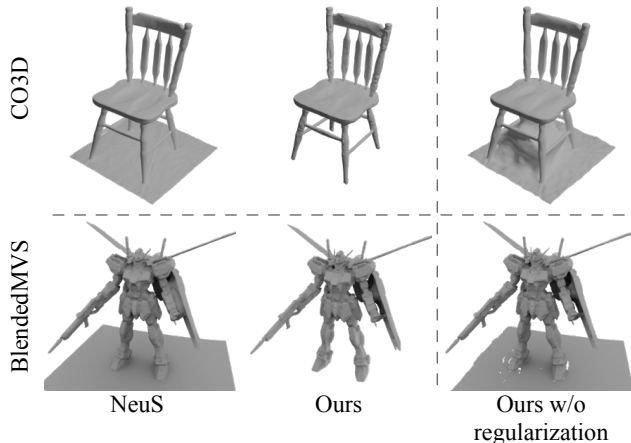 CO3D
BlendedMVS
NeuS
Ours
Ours w/o
regularization